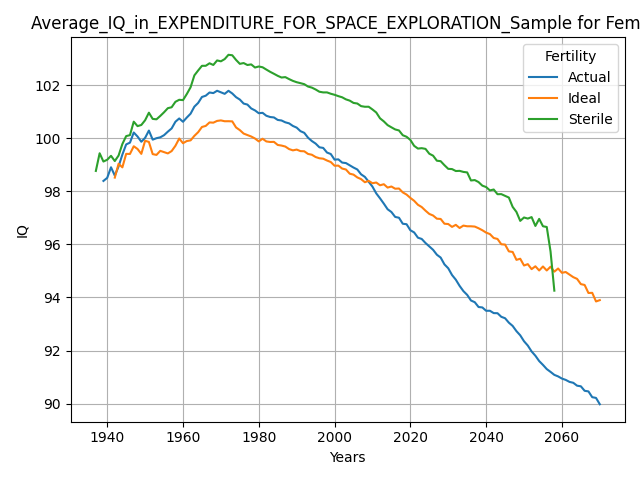 Average_IQ_in_EXPENDITURE_FOR_SPACE_EXPLORATION_Sample for Fem
Fertility
Actual
Ideal
Sterile
IQ
102
100
98
96
94
92
90
1940 1960 1980 2000 2020 2040 2060
Years